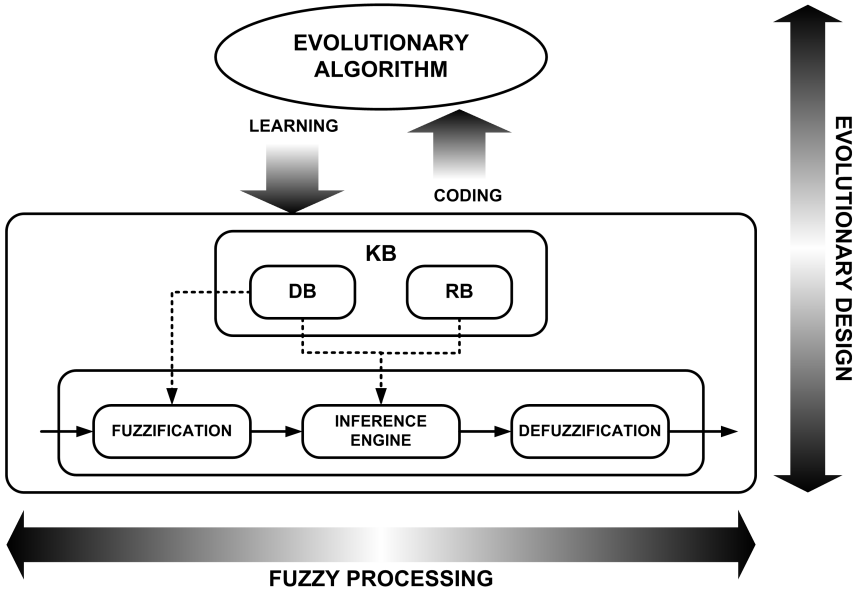 EVOLUTIONARY
ALGORITHM
LEARNING
CODING
KB
DB
RB
FUZZIFICATION
INFERENCE
ENGINE
DEFUZZIFICATION
FUZZY PROCESSING
EVOLUTIONARY DESIGN